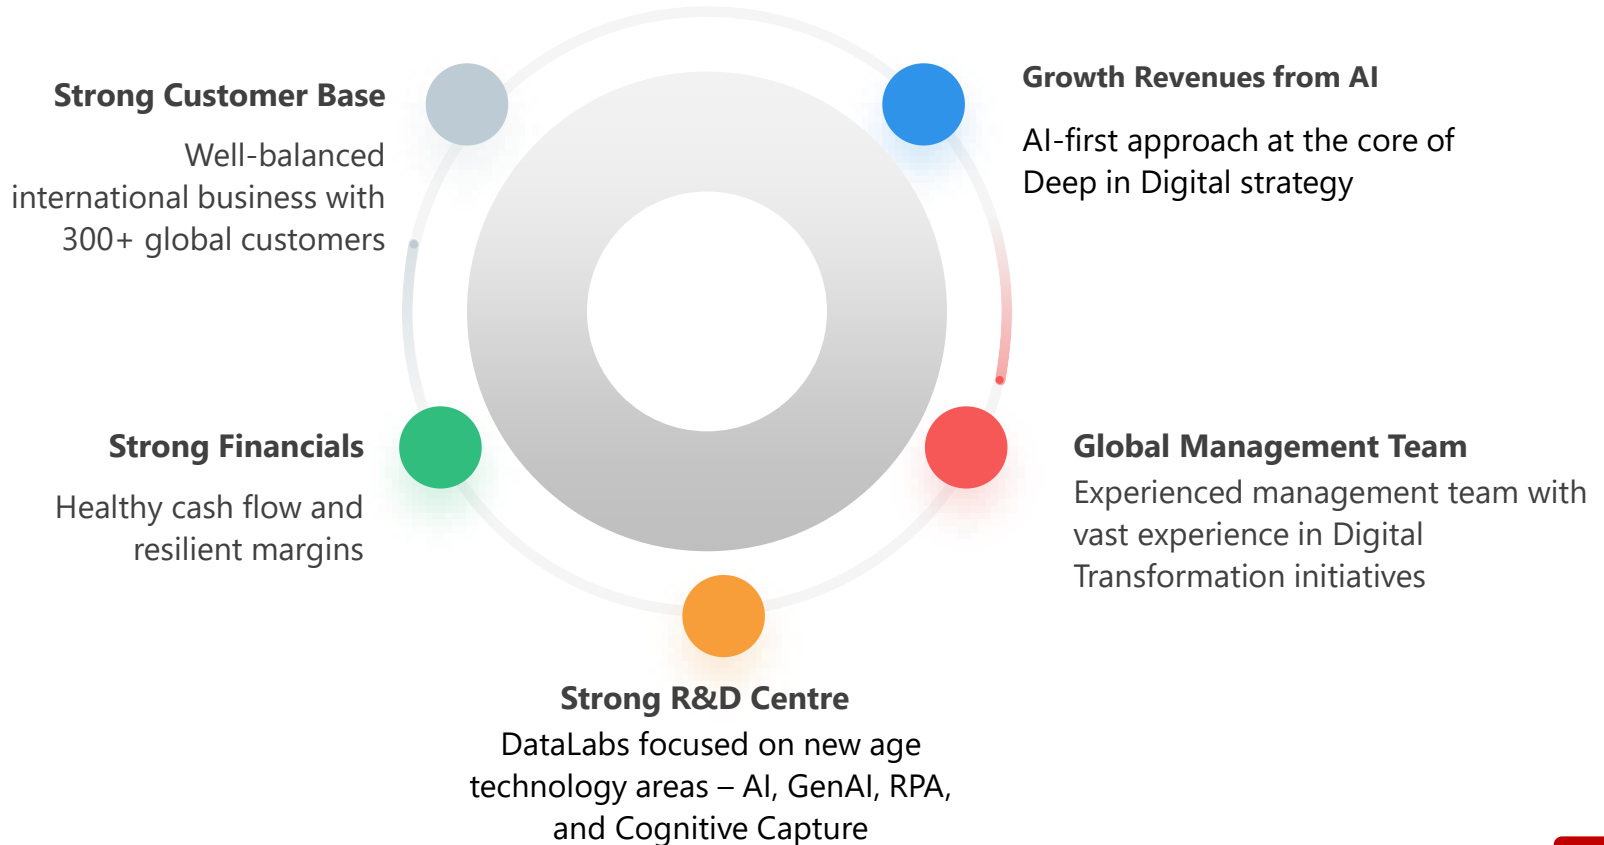 Strong Customer Base
Well-balanced
international business with
300+ global customers
Growth Revenues from AI
AI-first approach at the core of
Deep in Digital strategy
Strong Financials
Healthy cash flow and
resilient margins
Global Management Team
Experienced management team with
vast experience in Digital
Transformation initiatives
Strong R&D Centre
DataLabs focused on new age
technology areas – AI, GenAI, RPA,
and Cognitive Capture